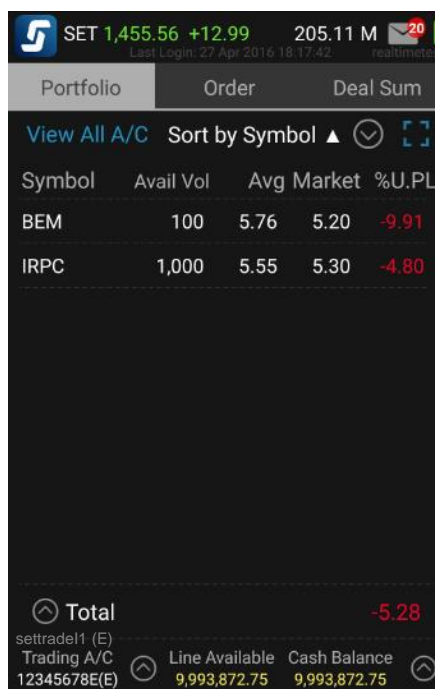 SET 1,455.56 +12.99 205.11 M 20
Last Login: 27 Apr 2016 18:17:42 realtimete
Portfolio Order Deal Sum
View All A/C Sort by Symbol ▲
Symbol Avail Vol Avg Market %U.PL
BEM 100 5.76 5.20 -9.91
IRPC 1,000 5.55 5.30 -4.80
Total -5.28
settradel1 (E)
Trading A/C Line Available Cash Balance
12345678E(E) 9,993,872.75 9,993,872.75